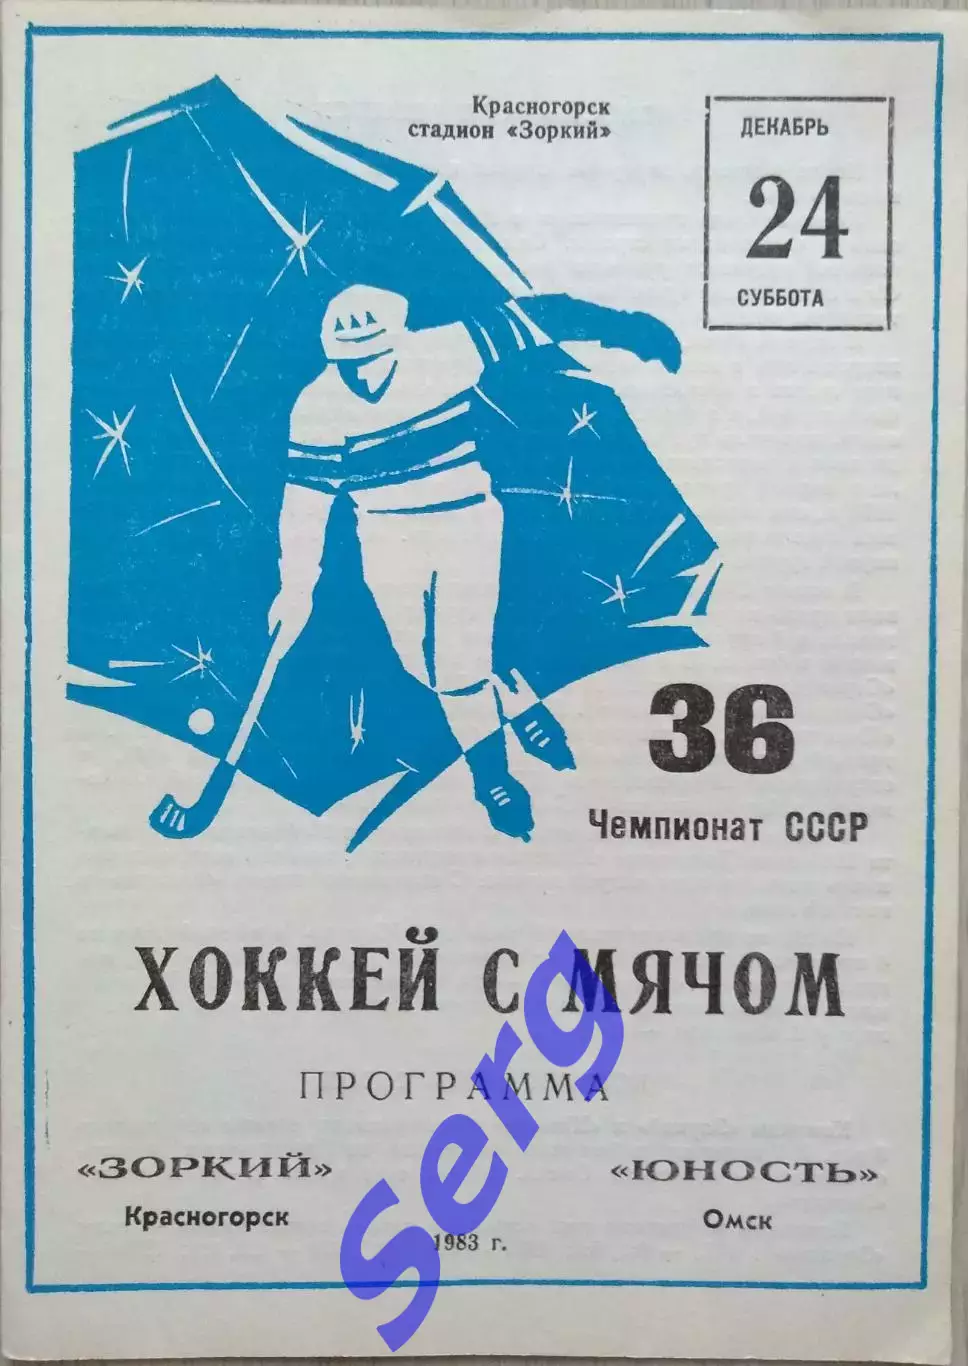 Красногорск
стадион «Зоркий»
ДЕКАБРЬ
24
СУББОТА
36
Чемпионат СССР
ХОККЕЙ С МЯЧОМ
ПРОГРАММА
«ЗОРКИЙ»
Красногорск
«ЮНОСТЬ»
Омск
1983 г.
Serg